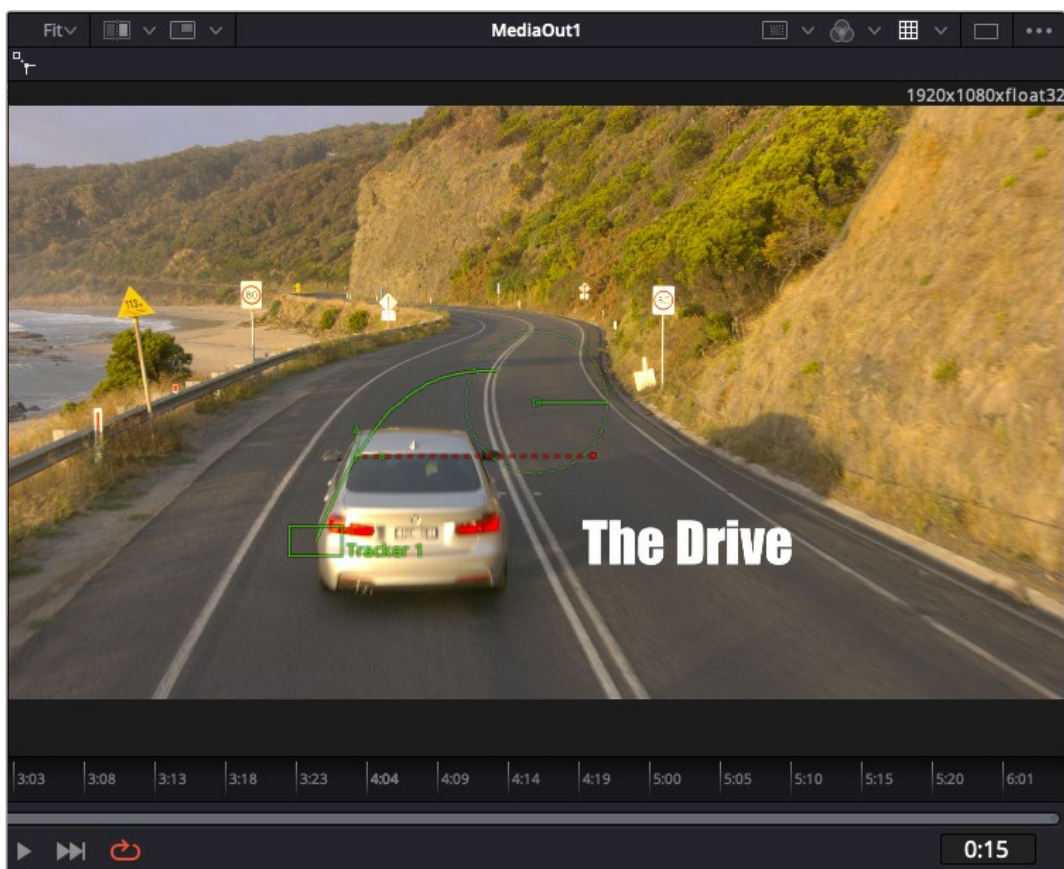 Fit
MediaOut1
1920x1080xfloat32
80
Tracker 1
The Drive
3:03 3:08 3:13 3:18 3:23 4:04 4:09 4:14 4:19 5:00 5:05 5:10 5:15 5:20 6:01
0:15